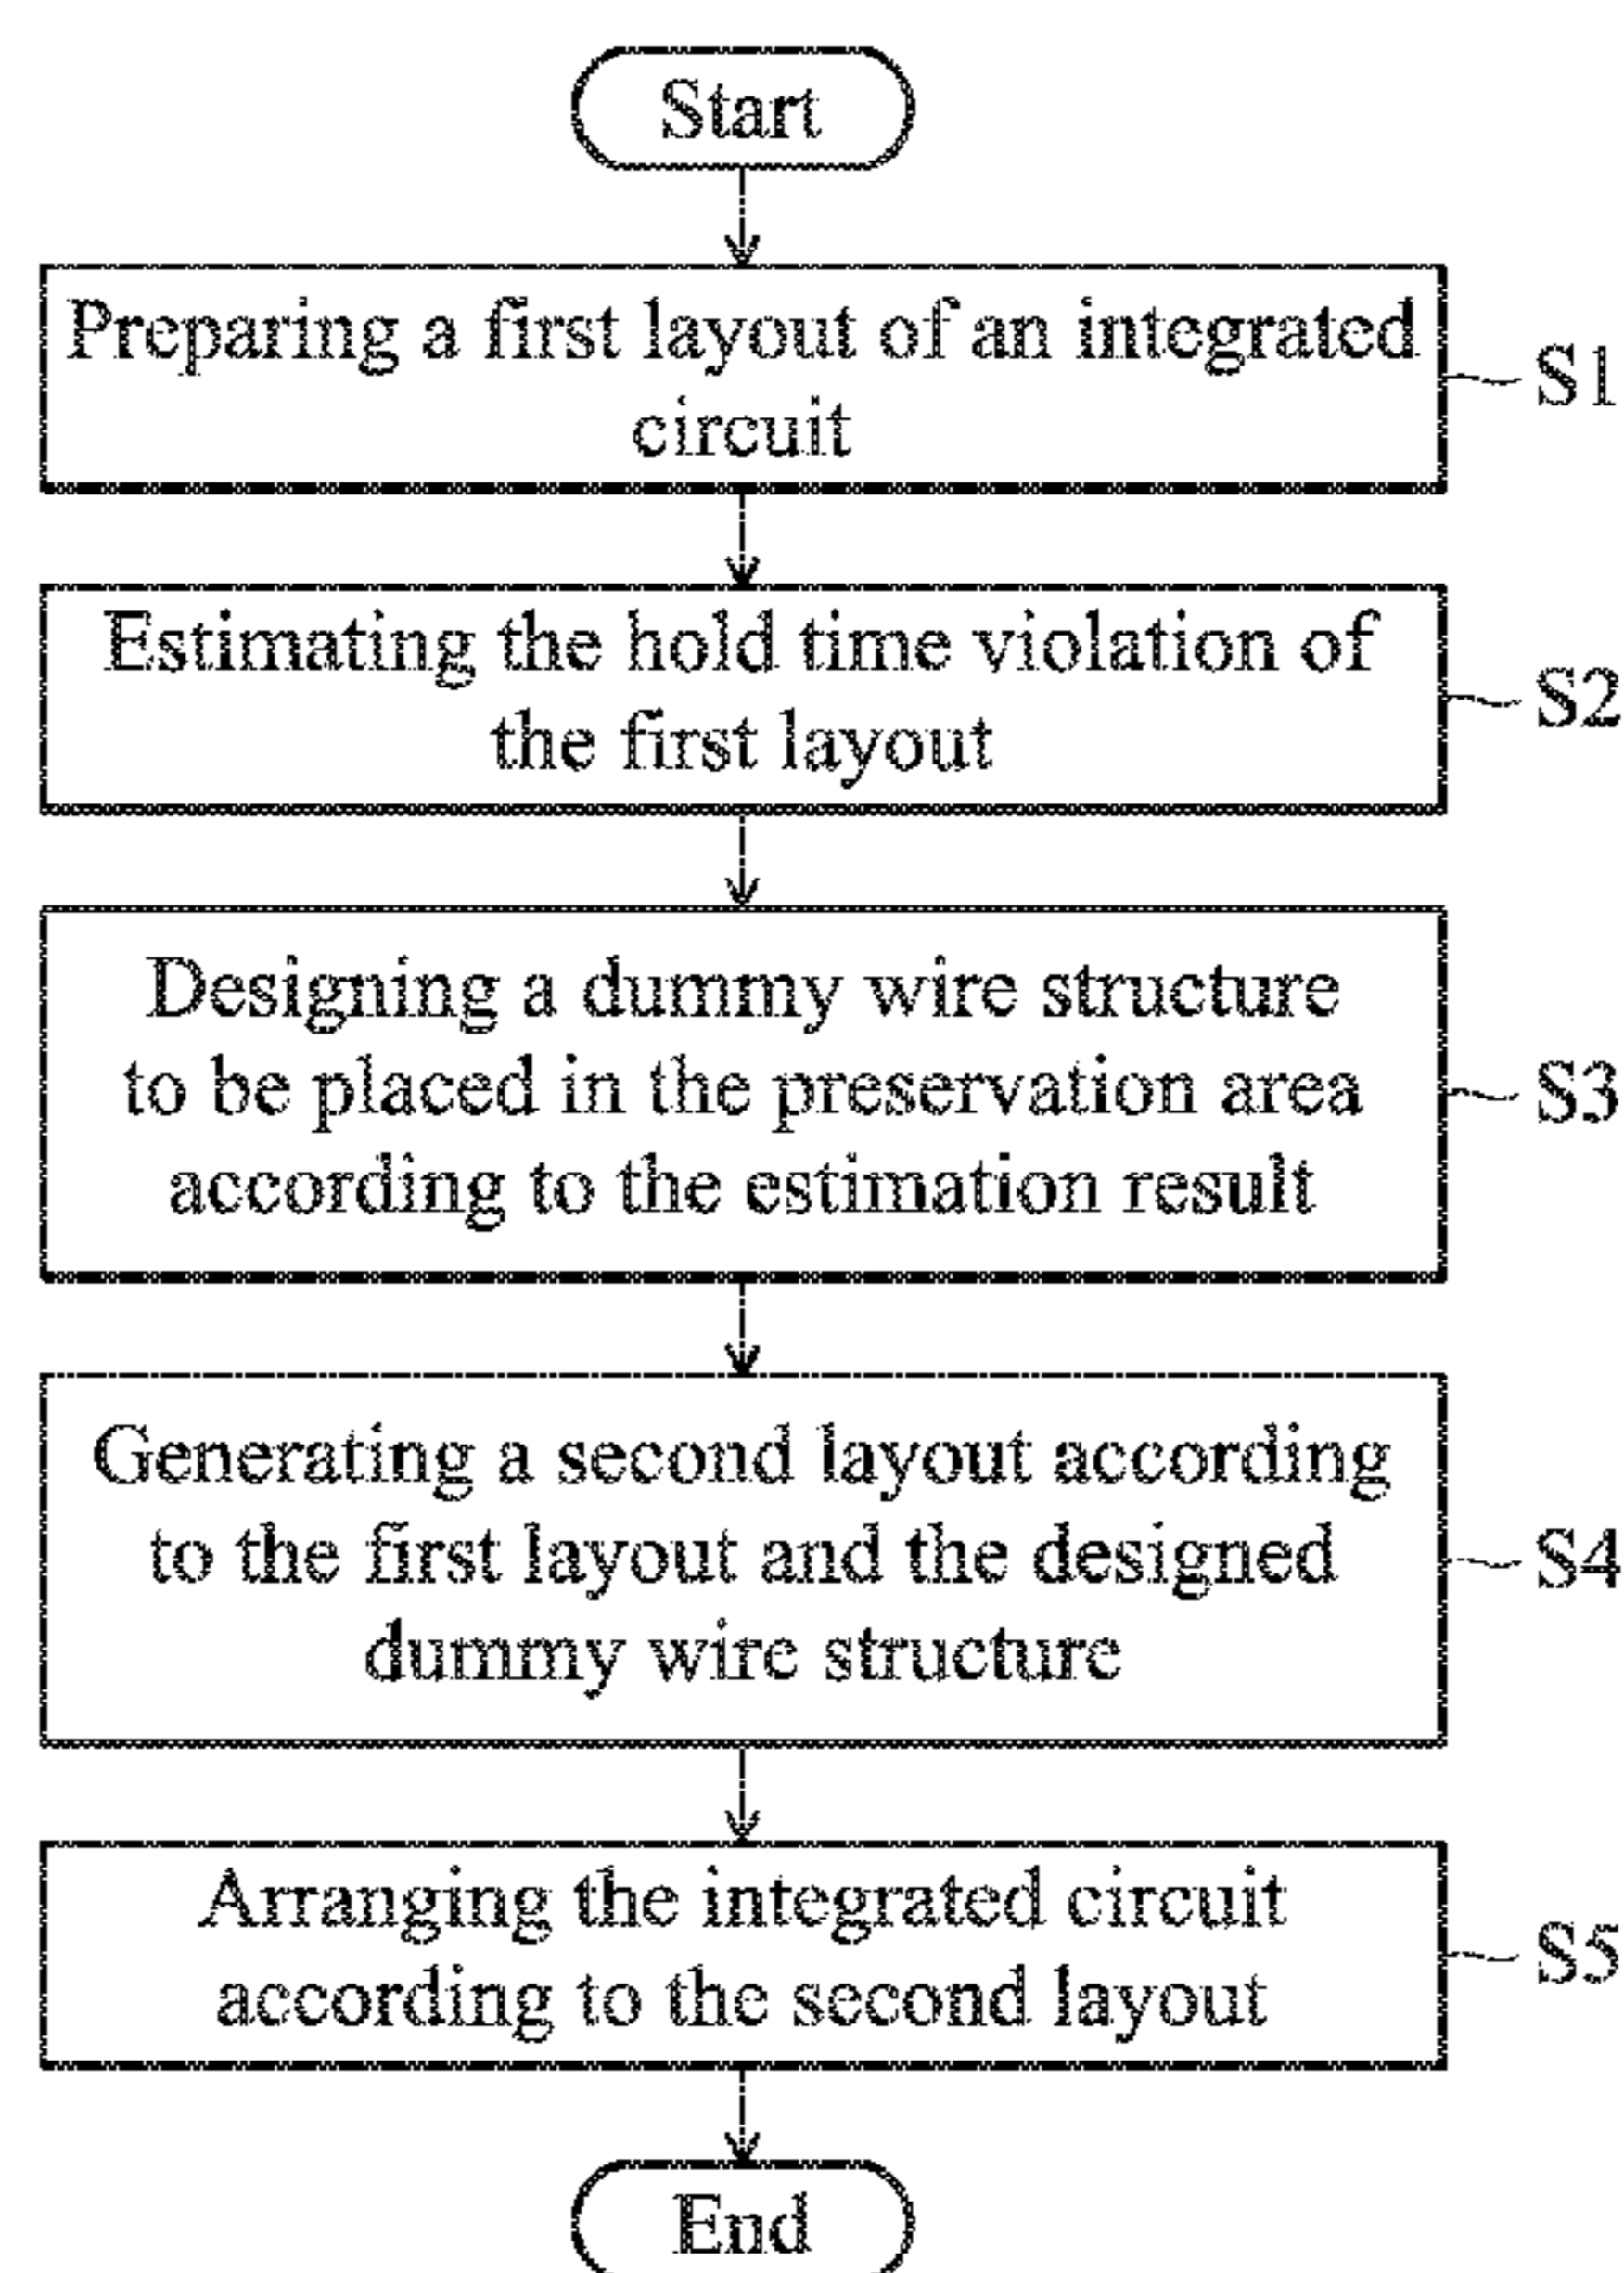 Start
Preparing a first layout of an integrated
circuit
S1
Estimating the hold time violation of
the first layout
S2
Designing a dummy wire structure
to be placed in the preservation area
according to the estimation result
S3
Generating a second layout according
to the first layout and the designed
dummy wire structure
S4
Arranging the integrated circuit
according to the second layout
S5
End